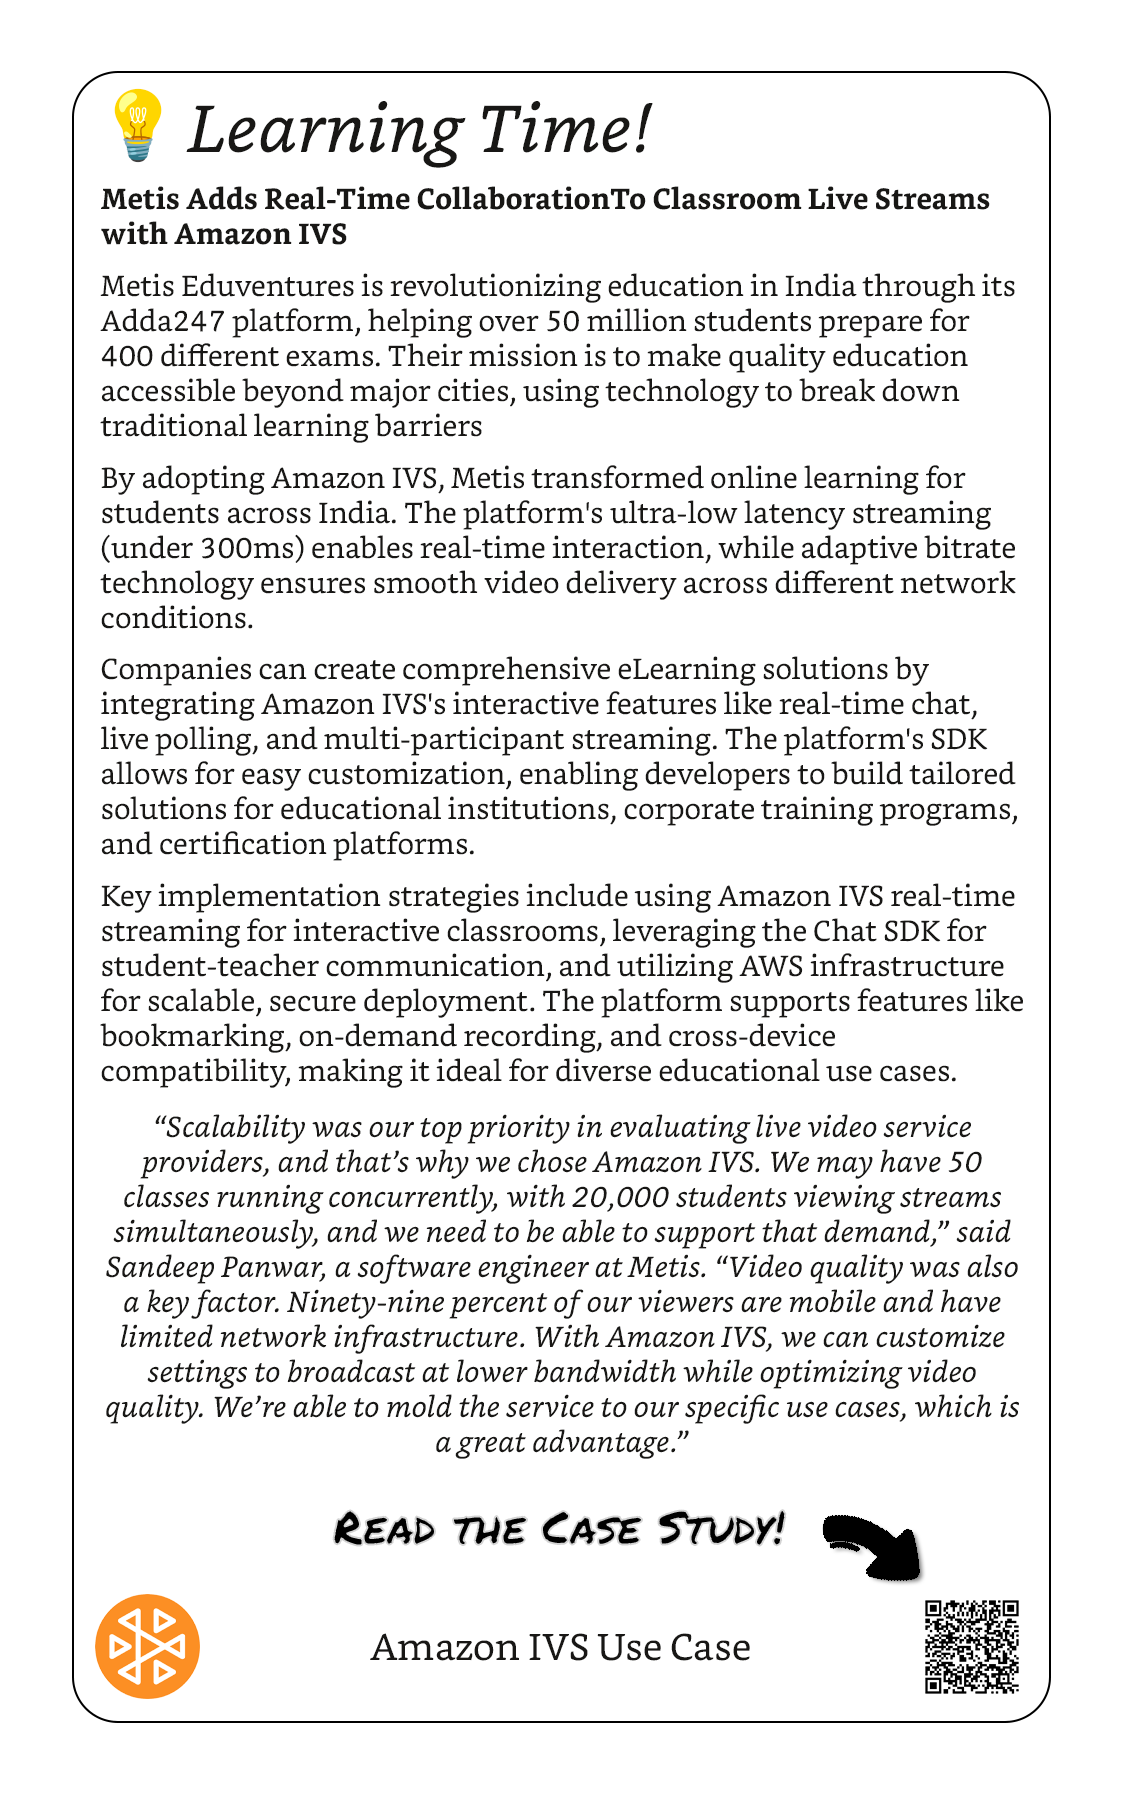 Learning Time!
Metis Adds Real-Time CollaborationTo Classroom Live Streams
with Amazon IVS
Metis Eduventures is revolutionizing education in India through its
Adda247 platform, helping over 50 million students prepare for
400 different exams. Their mission is to make quality education
accessible beyond major cities, using technology to break down
traditional learning barriers
By adopting Amazon IVS, Metis transformed online learning for
students across India. The platform's ultra-low latency streaming
(under 300ms) enables real-time interaction, while adaptive bitrate
technology ensures smooth video delivery across different network
conditions.
Companies can create comprehensive eLearning solutions by
integrating Amazon IVS's interactive features like real-time chat,
live polling, and multi-participant streaming. The platform's SDK
allows for easy customization, enabling developers to build tailored
solutions for educational institutions, corporate training programs,
and certification platforms.
Key implementation strategies include using Amazon IVS real-time
streaming for interactive classrooms, leveraging the Chat SDK for
student-teacher communication, and utilizing AWS infrastructure
for scalable, secure deployment. The platform supports features like
bookmarking, on-demand recording, and cross-device
compatibility, making it ideal for diverse educational use cases.
“Scalability was our top priority in evaluating live video service
providers, and that’s why we chose Amazon IVS. We may have 50
classes running concurrently, with 20,000 students viewing streams
simultaneously, and we need to be able to support that demand,” said
Sandeep Panwar, a software engineer at Metis. “Video quality was also
a key factor. Ninety-nine percent of our viewers are mobile and have
limited network infrastructure. With Amazon IVS, we can customize
settings to broadcast at lower bandwidth while optimizing video
quality. We’re able to mold the service to our specific use cases, which is
a great advantage.”
Read the Case Study!
Amazon IVS Use Case